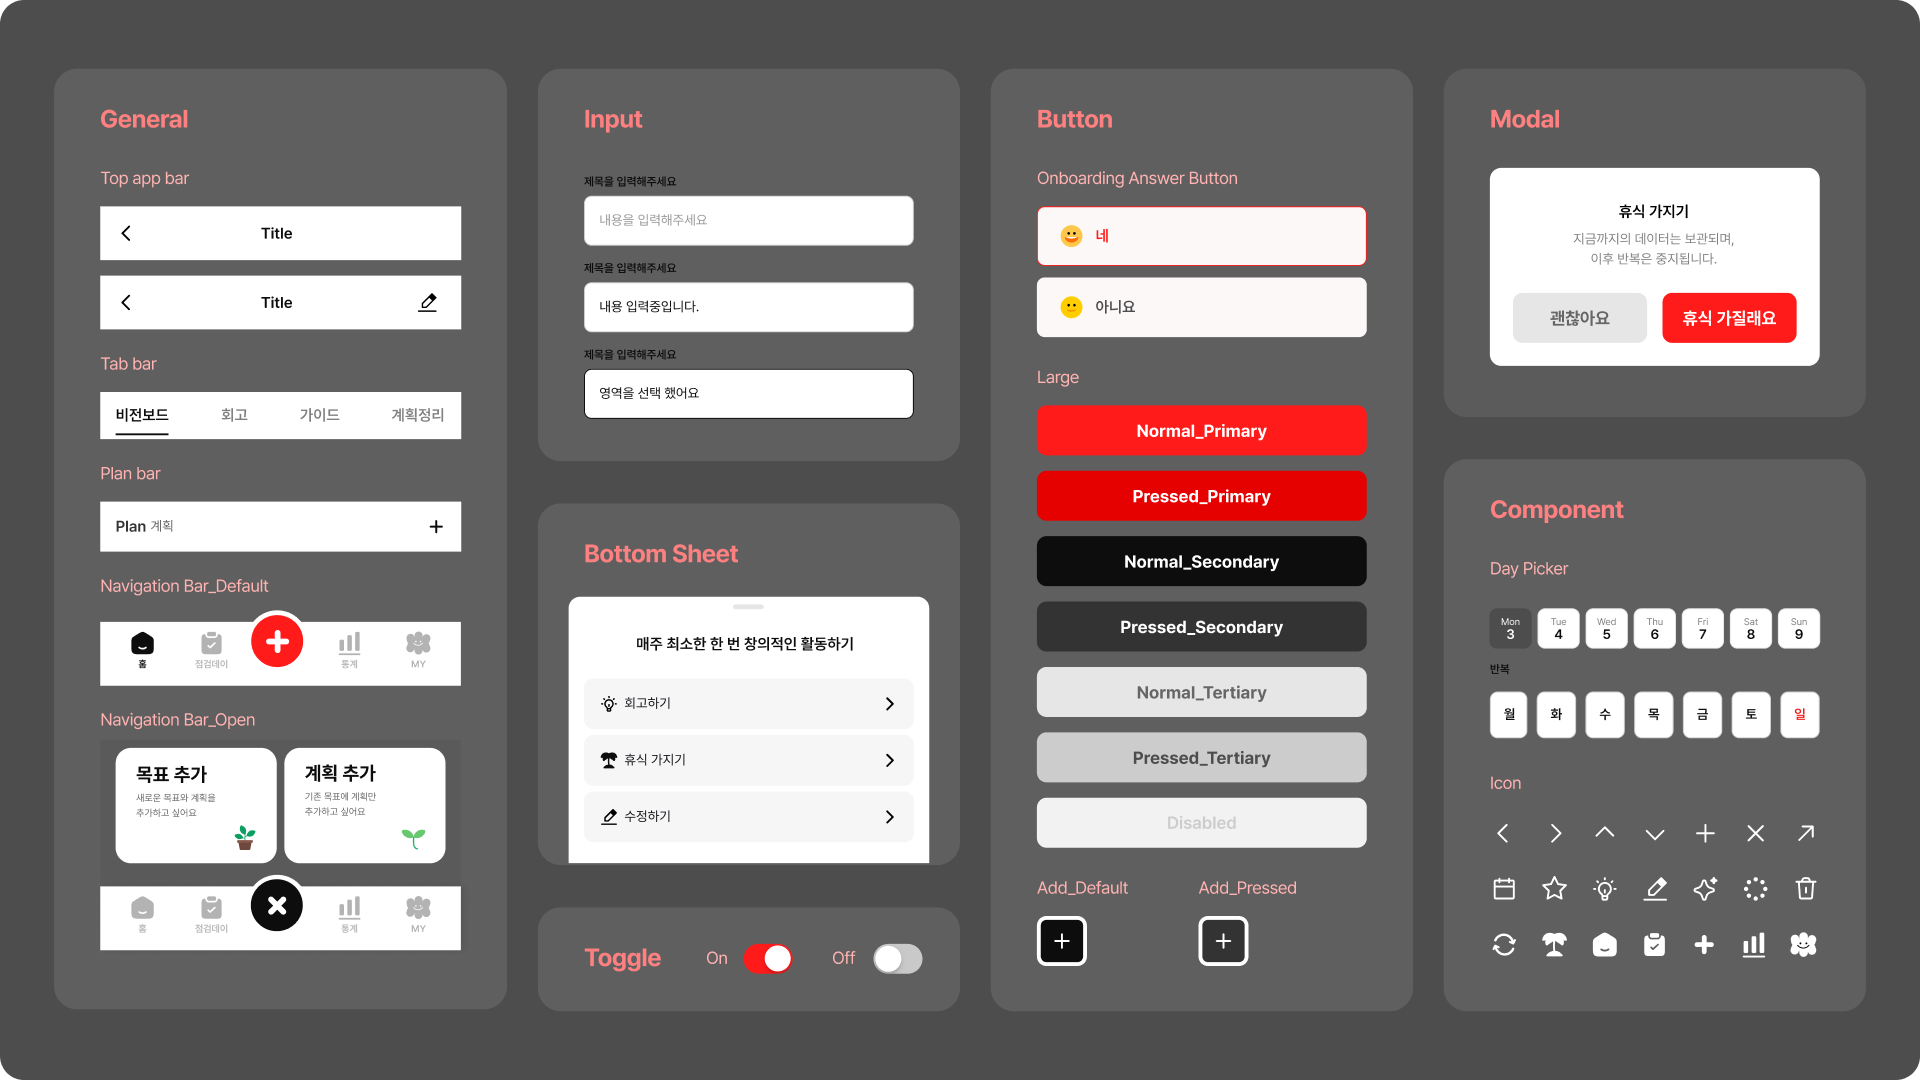 General
Top app bar
Title
Title
Tab bar
비전보드 회고 가이드 계획정리
Plan bar
Plan 계획
Navigation Bar_Default
홈 점검데이 통계 MY
Navigation Bar_Open
목표 추가
새로운 목표와 계획을
추가하고 싶어요
계획 추가
기존 목표에 계획만
추가하고 싶어요
홈 점검데이 통계 MY
Input
제목을 입력해주세요
내용을 입력해주세요
제목을 입력해주세요
내용 입력중입니다.
제목을 입력해주세요
영역을 선택 했어요
Bottom Sheet
매주 최소한 한 번 창의적인 활동하기
회고하기
휴식 가지기
수정하기
Toggle On Off
Button
Onboarding Answer Button
네
아니요
Large
Normal_Primary
Pressed_Primary
Normal_Secondary
Pressed_Secondary
Normal_Tertiary
Pressed_Tertiary
Disabled
Add_Default Add_Pressed
Modal
휴식 가지기
지금까지의 데이터는 보관되며,
이후 반복은 중지됩니다.
괜찮아요 휴식 가질래요
Component
Day Picker
Mon Tue Wed Thu Fri Sat Sun
3 4 5 6 7 8 9
반복
월 화 수 목 금 토 일
Icon